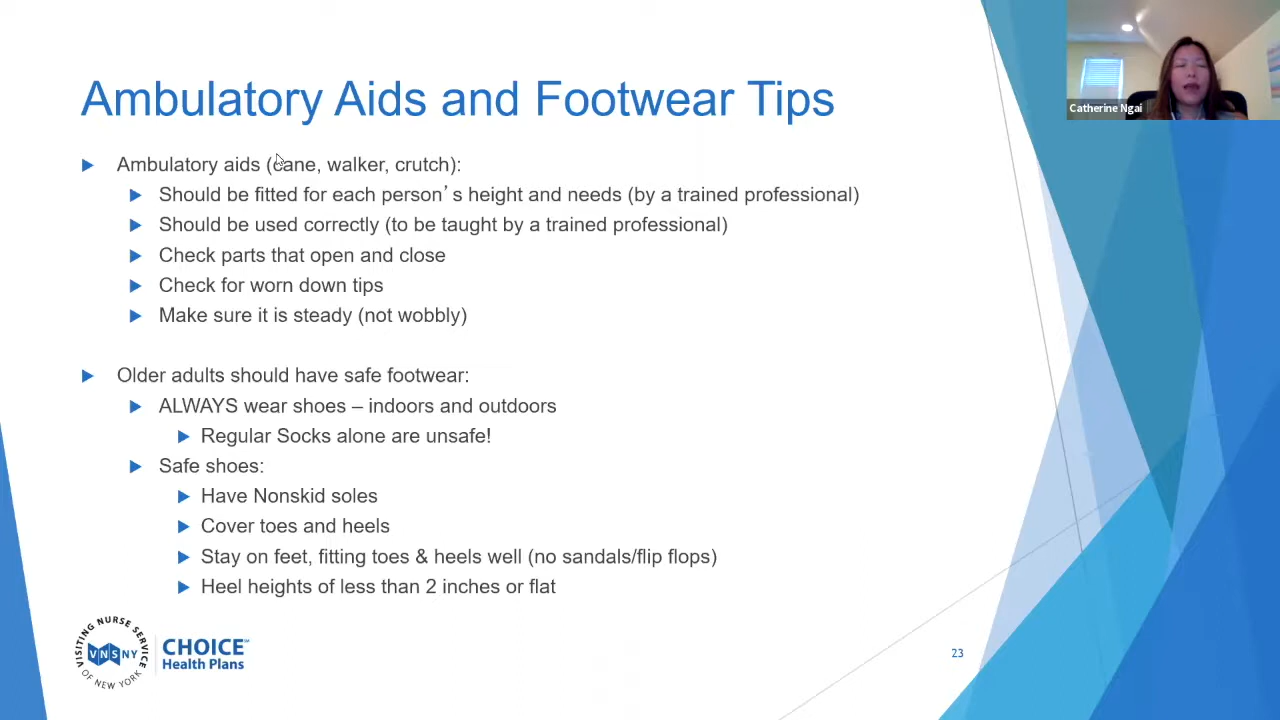 Ambulatory Aids and Footwear Tips
Catherine Ngai
Ambulatory aids (cane, walker, crutch):
Should be fitted for each person's height and needs (by a trained professional)
Should be used correctly (to be taught by a trained professional)
Check parts that open and close
Check for worn down tips
Make sure it is steady (not wobbly)
Older adults should have safe footwear:
ALWAYS wear shoes – indoors and outdoors
Regular Socks alone are unsafe!
Safe shoes:
Have Nonskid soles
Cover toes and heels
Stay on feet, fitting toes & heels well (no sandals/flip flops)
Heel heights of less than 2 inches or flat
VISITING NURSE SERVICE
OF NEW YORK
VNSNY
CHOICE℠
Health Plans
23